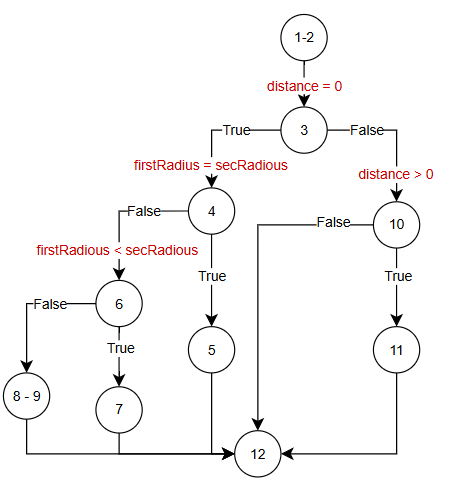 1-2
distance = 0
True
3
False
firstRadius = secRadious
distance > 0
False
4
False
10
firstRadious < secRadious
True
True
False
6
True
5
11
8 - 9
7
12